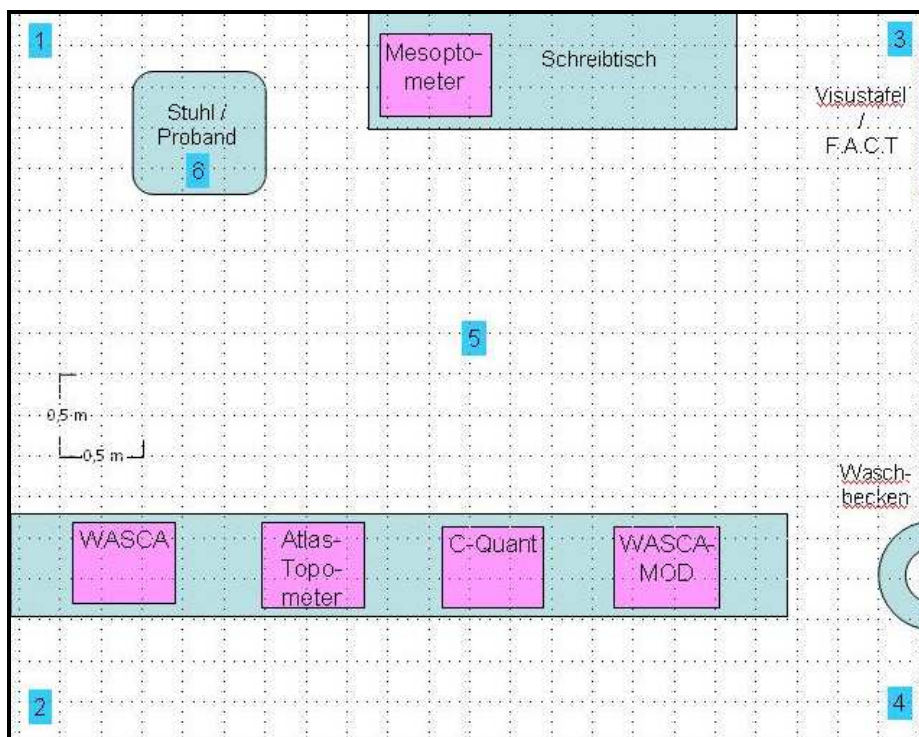 1
3
Mesopto-
meter
Schreibtisch
Visustafel
/
F.A.C.T
Stuhl /
Proband
6
5
0,5 m
0,5 m
Wasch-
becken
WASCA
Atlas-
Topo-
meter
C-Quant
WASCA-
MOD
2
4